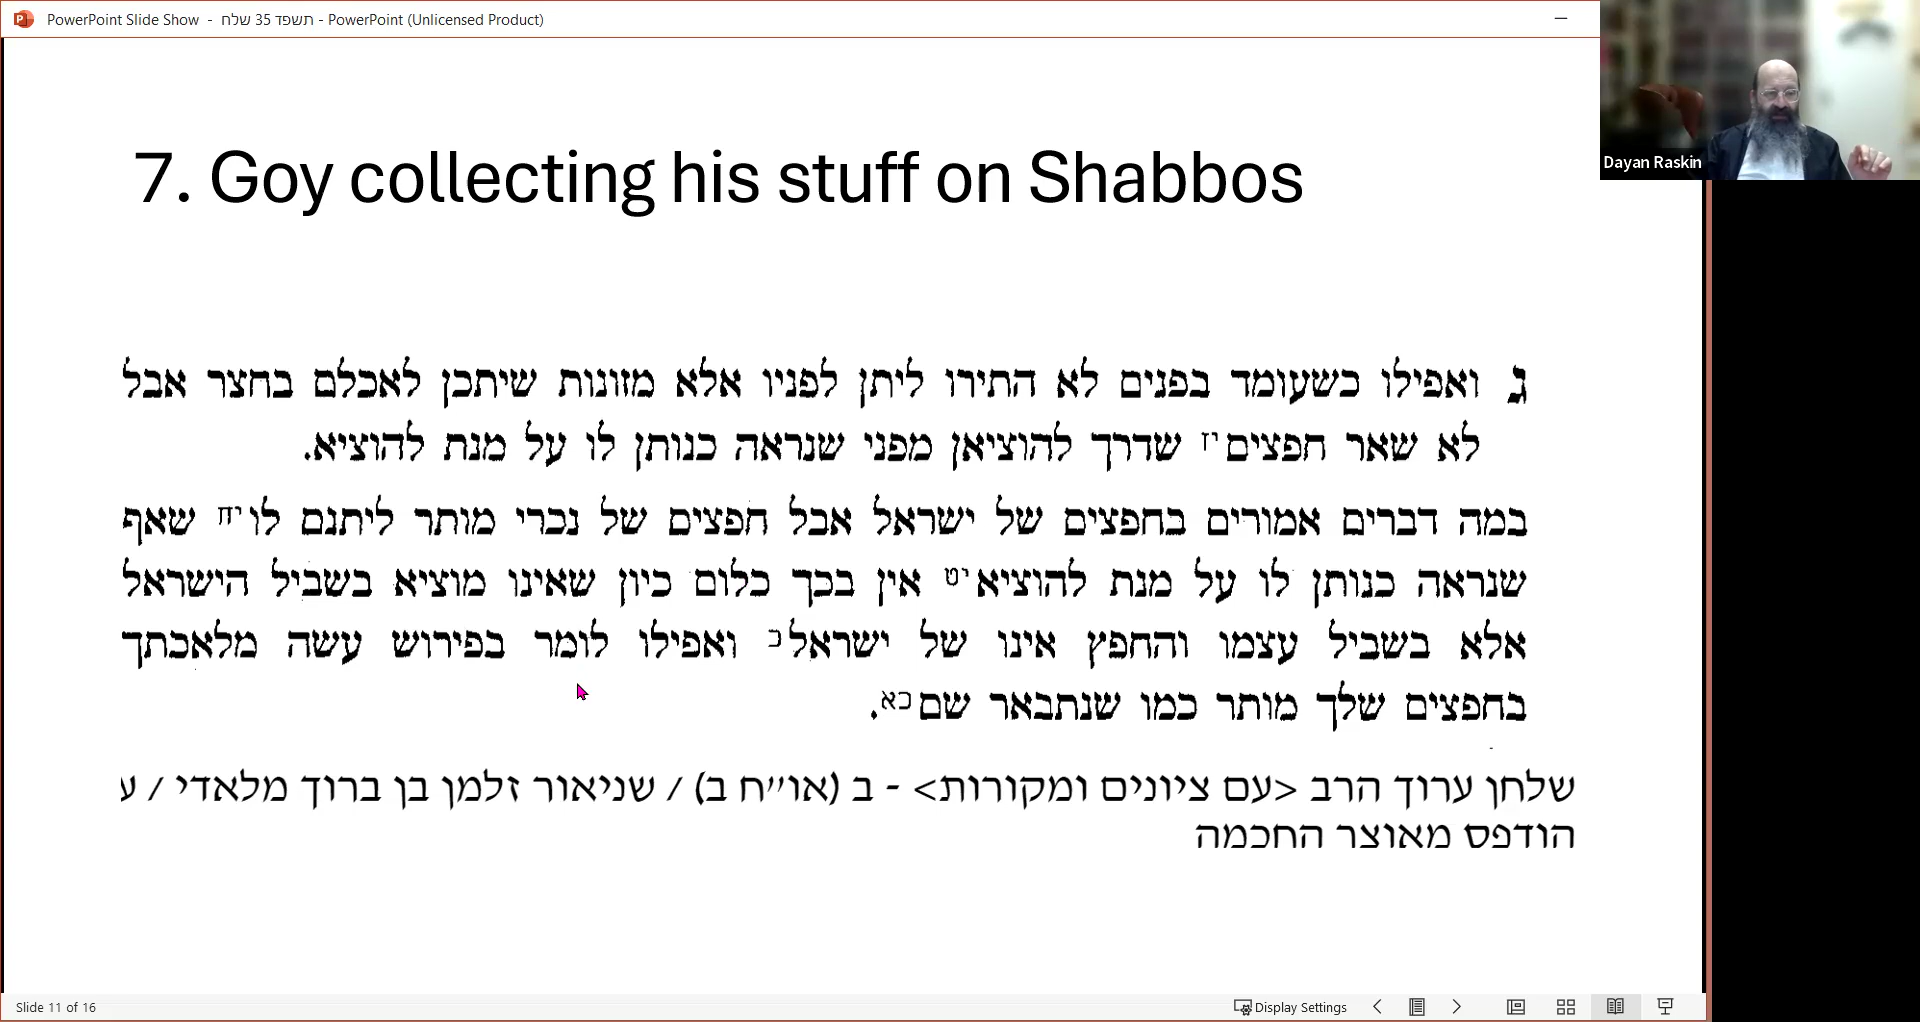 PowerPoint Slide Show - תשפד 35 שלח - PowerPoint (Unlicensed Product)
Dayan Raskin
7. Goy collecting his stuff on Shabbos
ג ואפילו כשעומד בפנים לא התירו ליתן לפניו אלא מזונות שיתכן לאכלם בחצר אבל
לא שאר חפצים יז שדרך להוציאן מפני שנראה כנותן לו על מנת להוציא.
במה דברים אמורים בחפצים של ישראל אבל חפצים של נכרי מותר ליתנם לו יח שאף
שנראה כנותן לו על מנת להוציא יט אין בכך כלום כיון שאינו מוציא בשביל הישראל
אלא בשביל עצמו והחפץ אינו של ישראל כ ואפילו לומר בפירוש עשה מלאכתך
בחפצים שלך מותר כמו שנתבאר שם כא.
שלחן ערוך הרב <עם ציונים ומקורות> - ב (או"ח ב) / שניאור זלמן בן ברוך מלאדי / ע
הודפס מאוצר החכמה
Slide 11 of 16
Display Settings